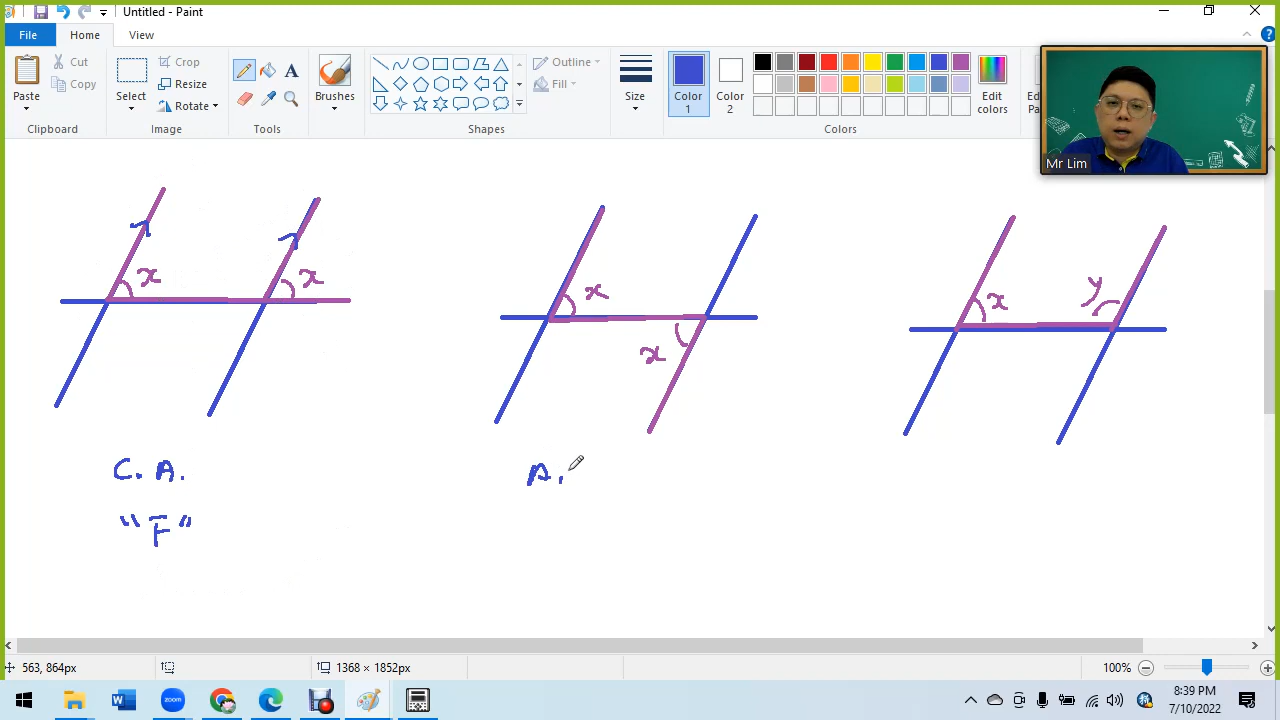 Untitled - Paint
File
Home
View
Paste
Cut
Copy
Clipboard
Select
Crop
Resize
Rotate
Image
Tools
Brushes
Shapes
Outline
Fill
Size
Color 1
Color 2
Colors
Edit colors
Mr Lim
x
x
x
x
x
y
C. A.
"F"
A.
563, 864px
1368 × 1852px
100%
8:39 PM
7/10/2022